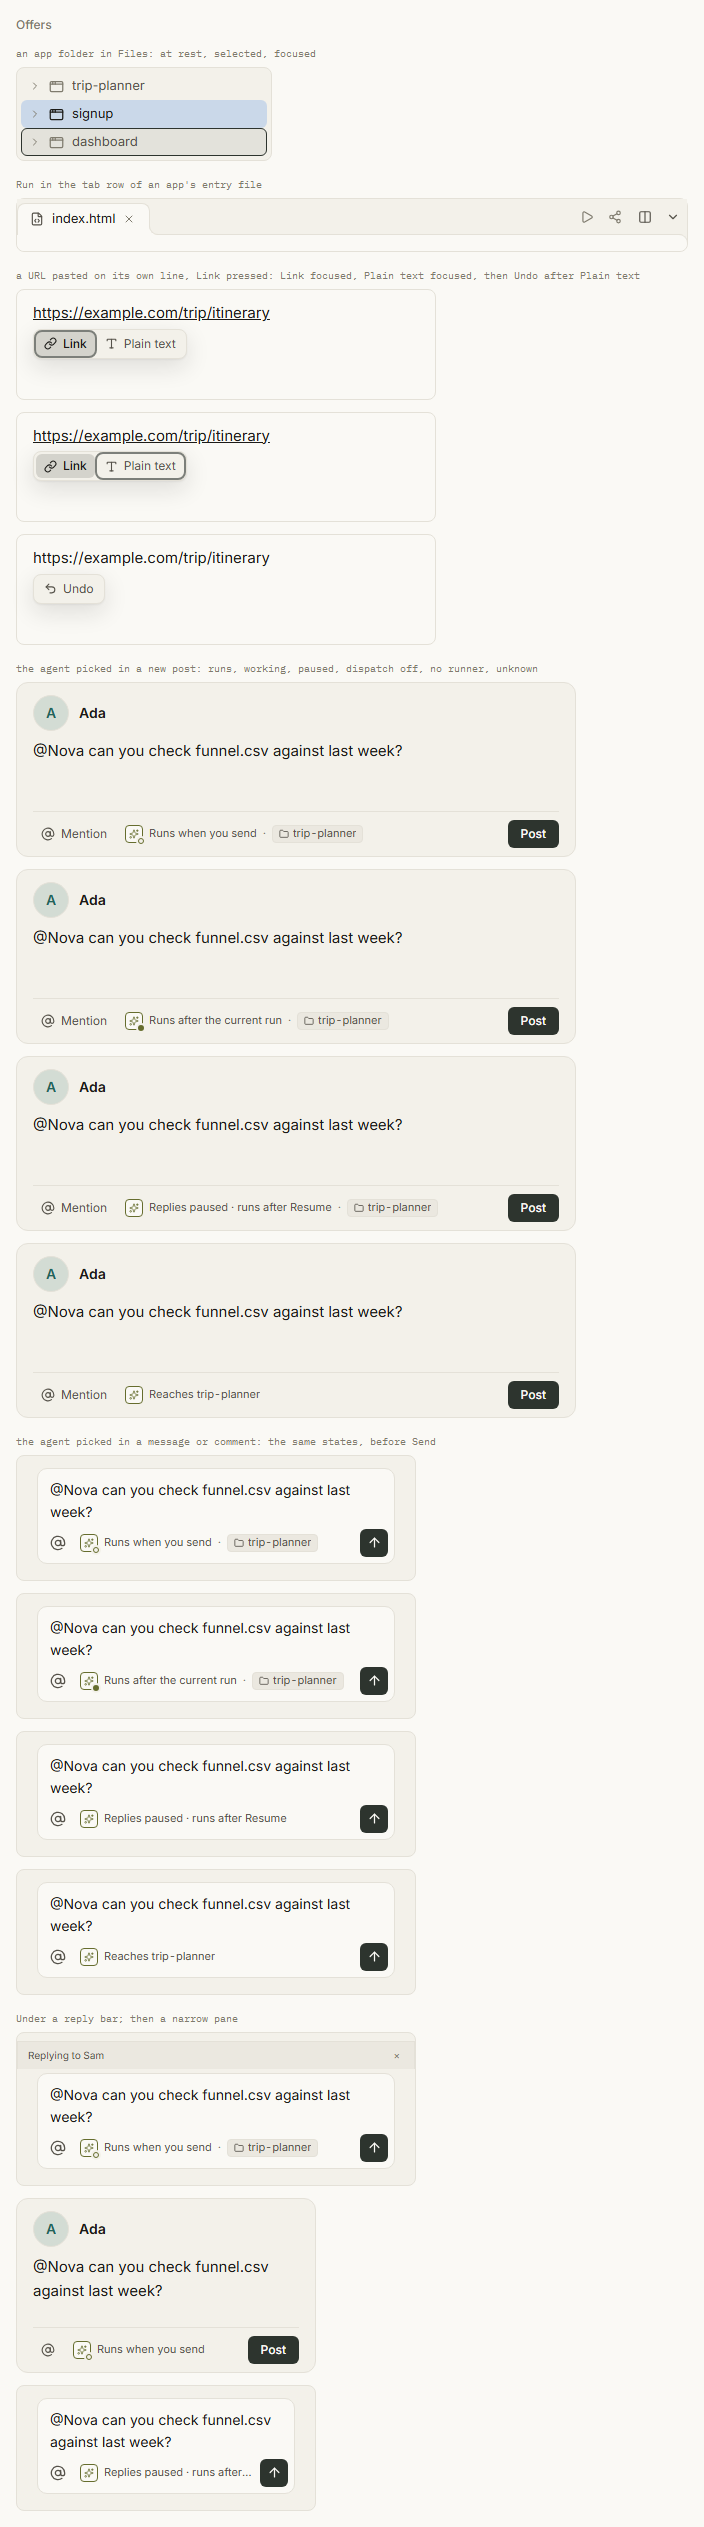 Offers
an app folder in Files: at rest, selected, focused
trip-planner
signup
dashboard
Run in the tab row of an app's entry file
index.html ×
a URL pasted on its own line, Link pressed: Link focused, Plain text focused, then Undo after Plain text
https://example.com/trip/itinerary
Link Plain text
https://example.com/trip/itinerary
Link Plain text
https://example.com/trip/itinerary
Undo
the agent picked in a new post: runs, working, paused, dispatch off, no runner, unknown
A Ada
@Nova can you check funnel.csv against last week?
@ Mention Runs when you send · trip-planner Post
A Ada
@Nova can you check funnel.csv against last week?
@ Mention Runs after the current run · trip-planner Post
A Ada
@Nova can you check funnel.csv against last week?
@ Mention Replies paused · runs after Resume · trip-planner Post
A Ada
@Nova can you check funnel.csv against last week?
@ Mention Reaches trip-planner Post
the agent picked in a message or comment: the same states, before Send
@Nova can you check funnel.csv against last
week?
@ Runs when you send · trip-planner
@Nova can you check funnel.csv against last
week?
@ Runs after the current run · trip-planner
@Nova can you check funnel.csv against last
week?
@ Replies paused · runs after Resume
@Nova can you check funnel.csv against last
week?
@ Reaches trip-planner
Under a reply bar; then a narrow pane
Replying to Sam ×
@Nova can you check funnel.csv against last
week?
@ Runs when you send · trip-planner
A Ada
@Nova can you check funnel.csv
against last week?
@ Runs when you send Post
@Nova can you check funnel.csv
against last week?
@ Replies paused · runs after...